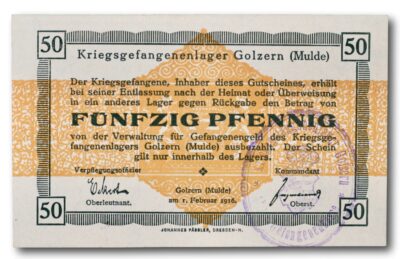 50 50
Kriegsgefangenenlager Golzern (Mulde)
Der Kriegsgefangene, Inhaber dieses Gutscheines, erhält
bei seiner Entlassung nach der Heimat oder Überweisung
in ein anderes Lager gegen Rückgabe den Betrag von
FÜNFZIG PFENNIG
von der Verwaltung für Gefangenengeld des Kriegsge-
fangenenlagers Golzern (Mulde) ausbezahlt. Der Schein
gilt nur innerhalb des Lagers.
Verpflegungsoffizier Kommandant
Golzern (Mulde)
am 1. Februar 1916.
Oberleutnant. Oberst.
50 50
JOHANNES PÄSSLER, DRESDEN-N.